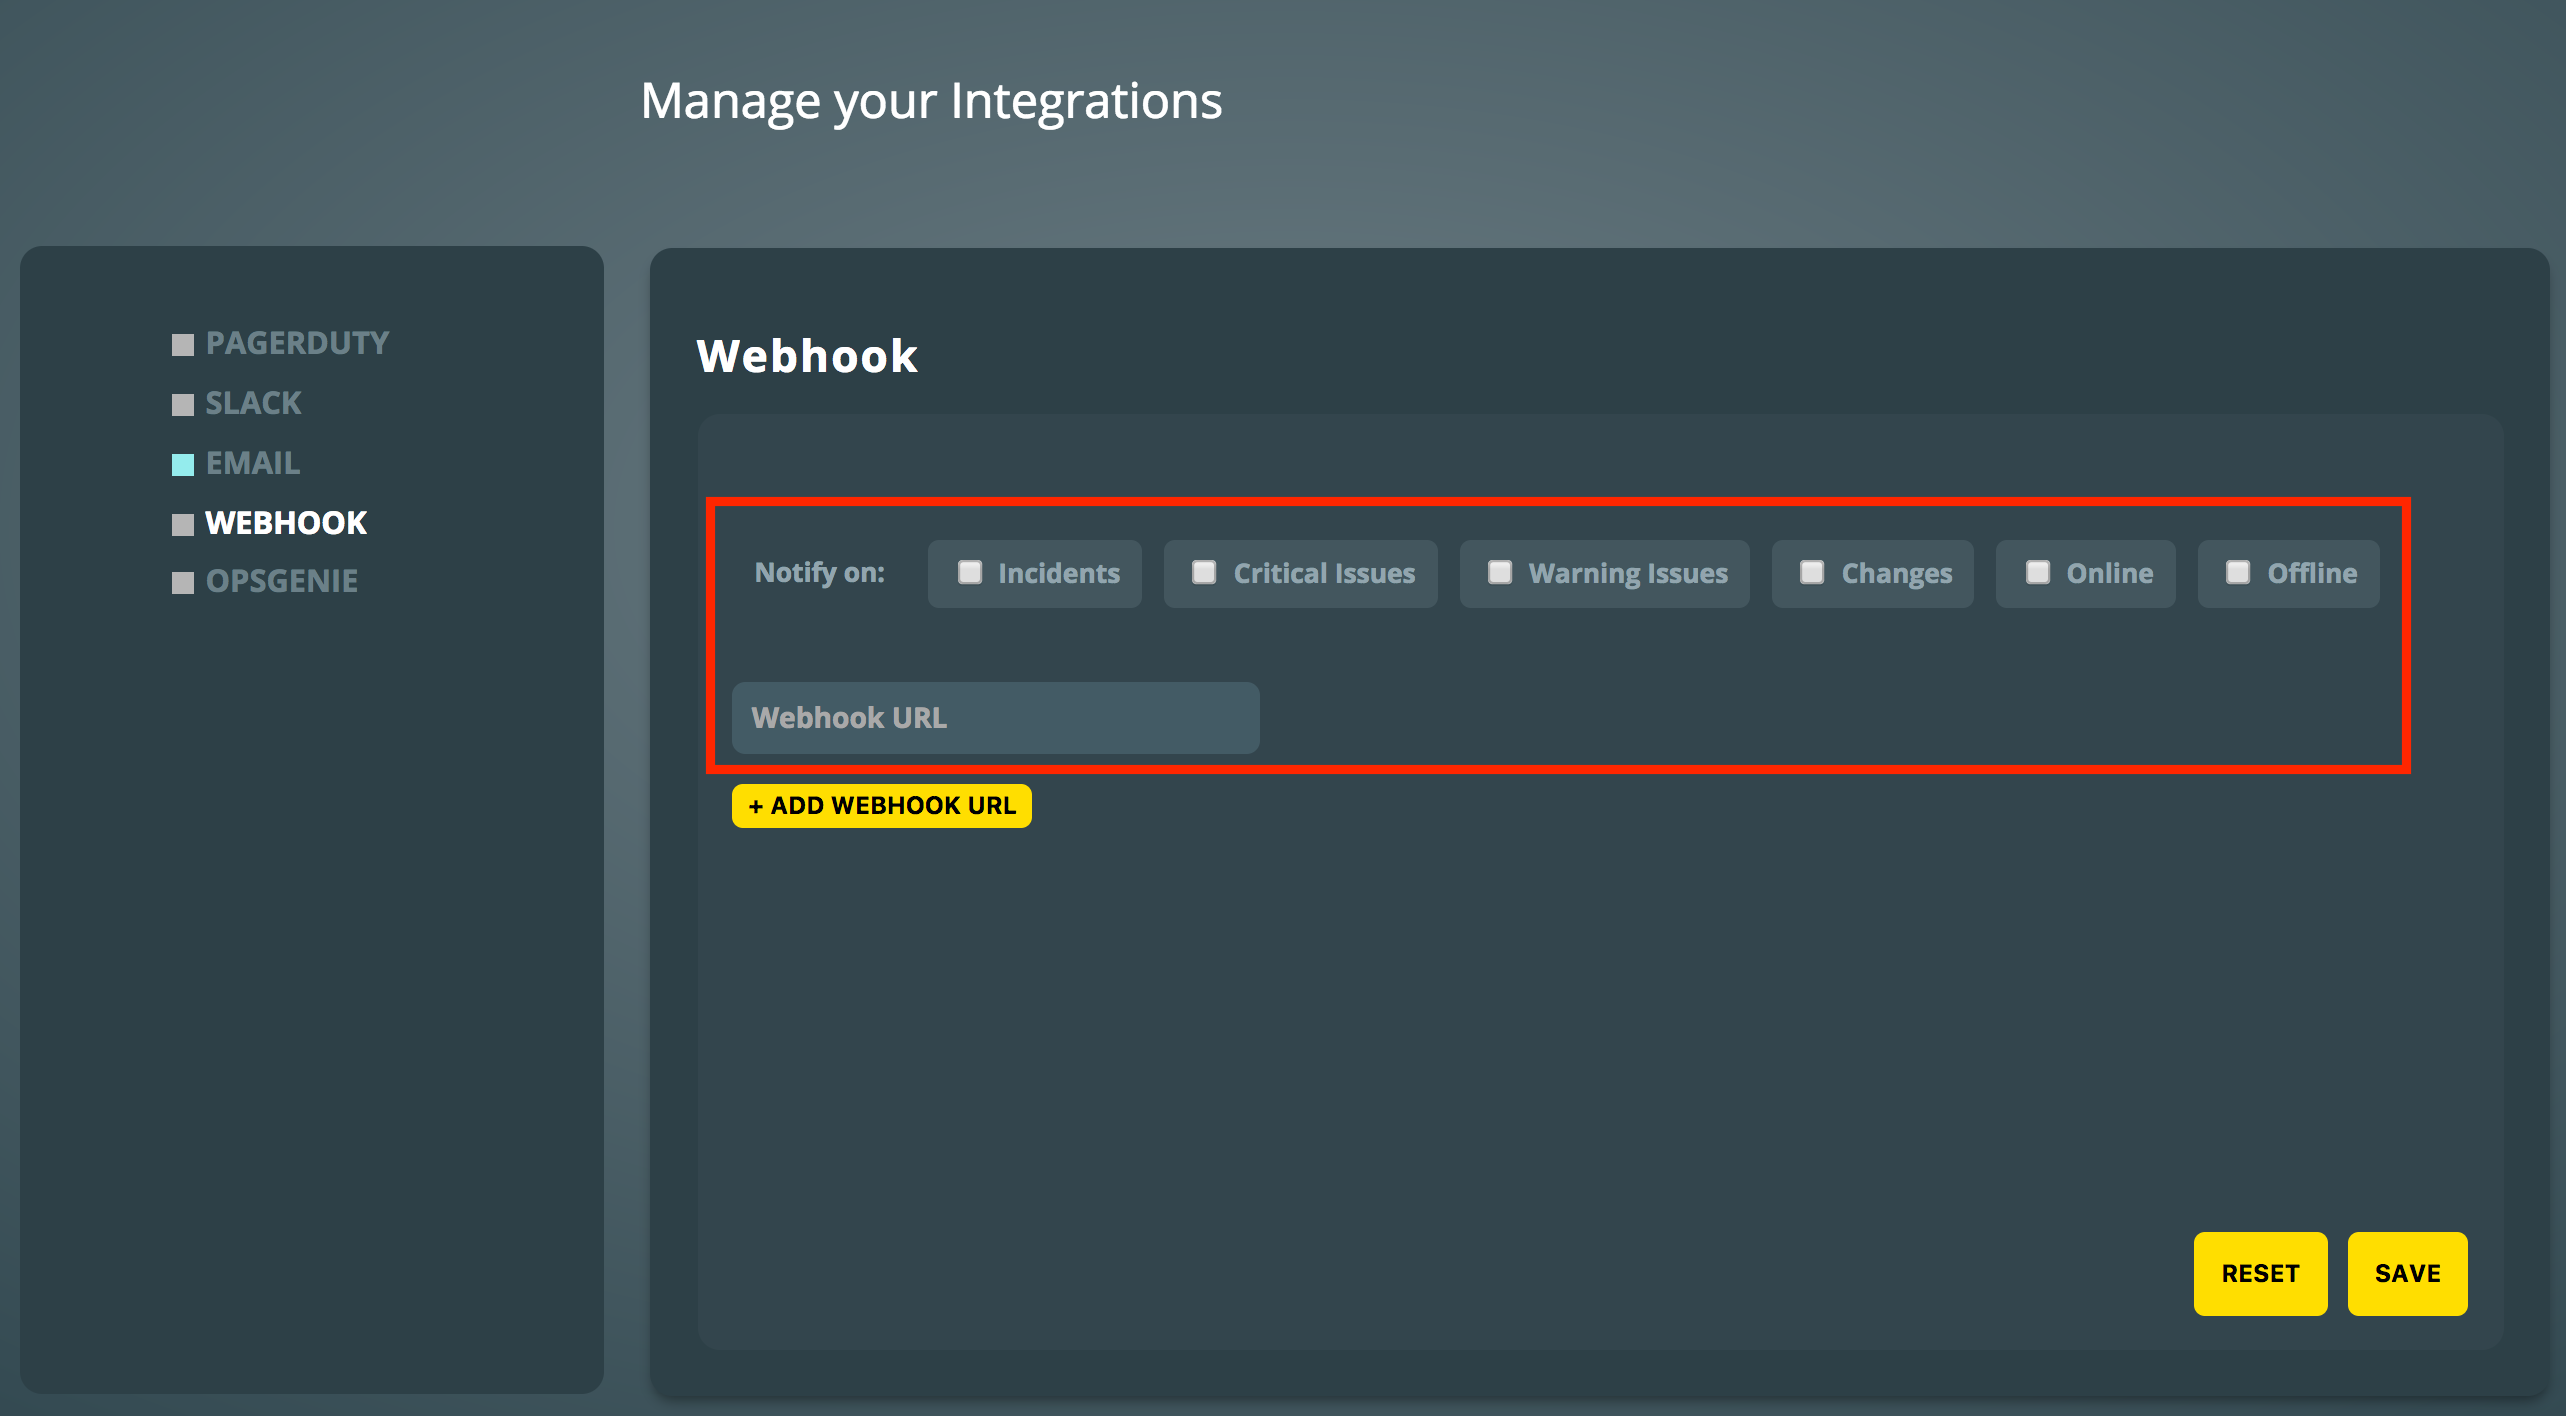 Manage your Integrations
PAGERDUTY
SLACK
EMAIL
WEBHOOK
OPSGENIE
Webhook
Notify on: Incidents Critical Issues Warning Issues Changes Online Offline
Webhook URL
+ ADD WEBHOOK URL
RESET SAVE